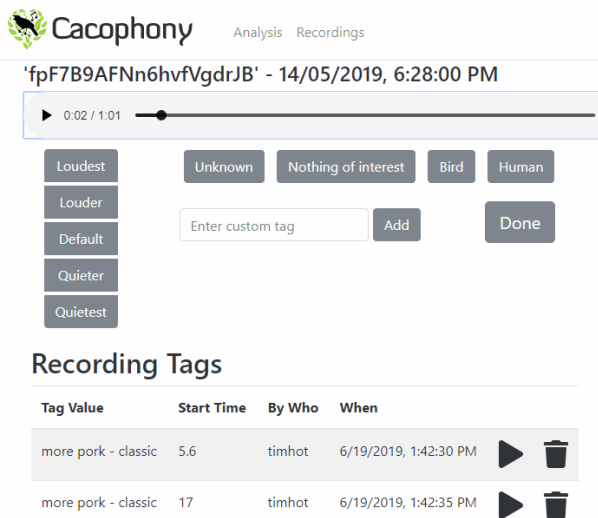 Cacophony Analysis Recordings
'fpF7B9AFNn6hvfVgdrJB' - 14/05/2019, 6:28:00 PM
0:02 / 1:01
Loudest
Louder
Default
Quieter
Quietest
Unknown Nothing of interest Bird Human
Enter custom tag Add Done
Recording Tags
Tag Value Start Time By Who When
more pork - classic 5.6 timhot 6/19/2019, 1:42:30 PM
more pork - classic 17 timhot 6/19/2019, 1:42:35 PM